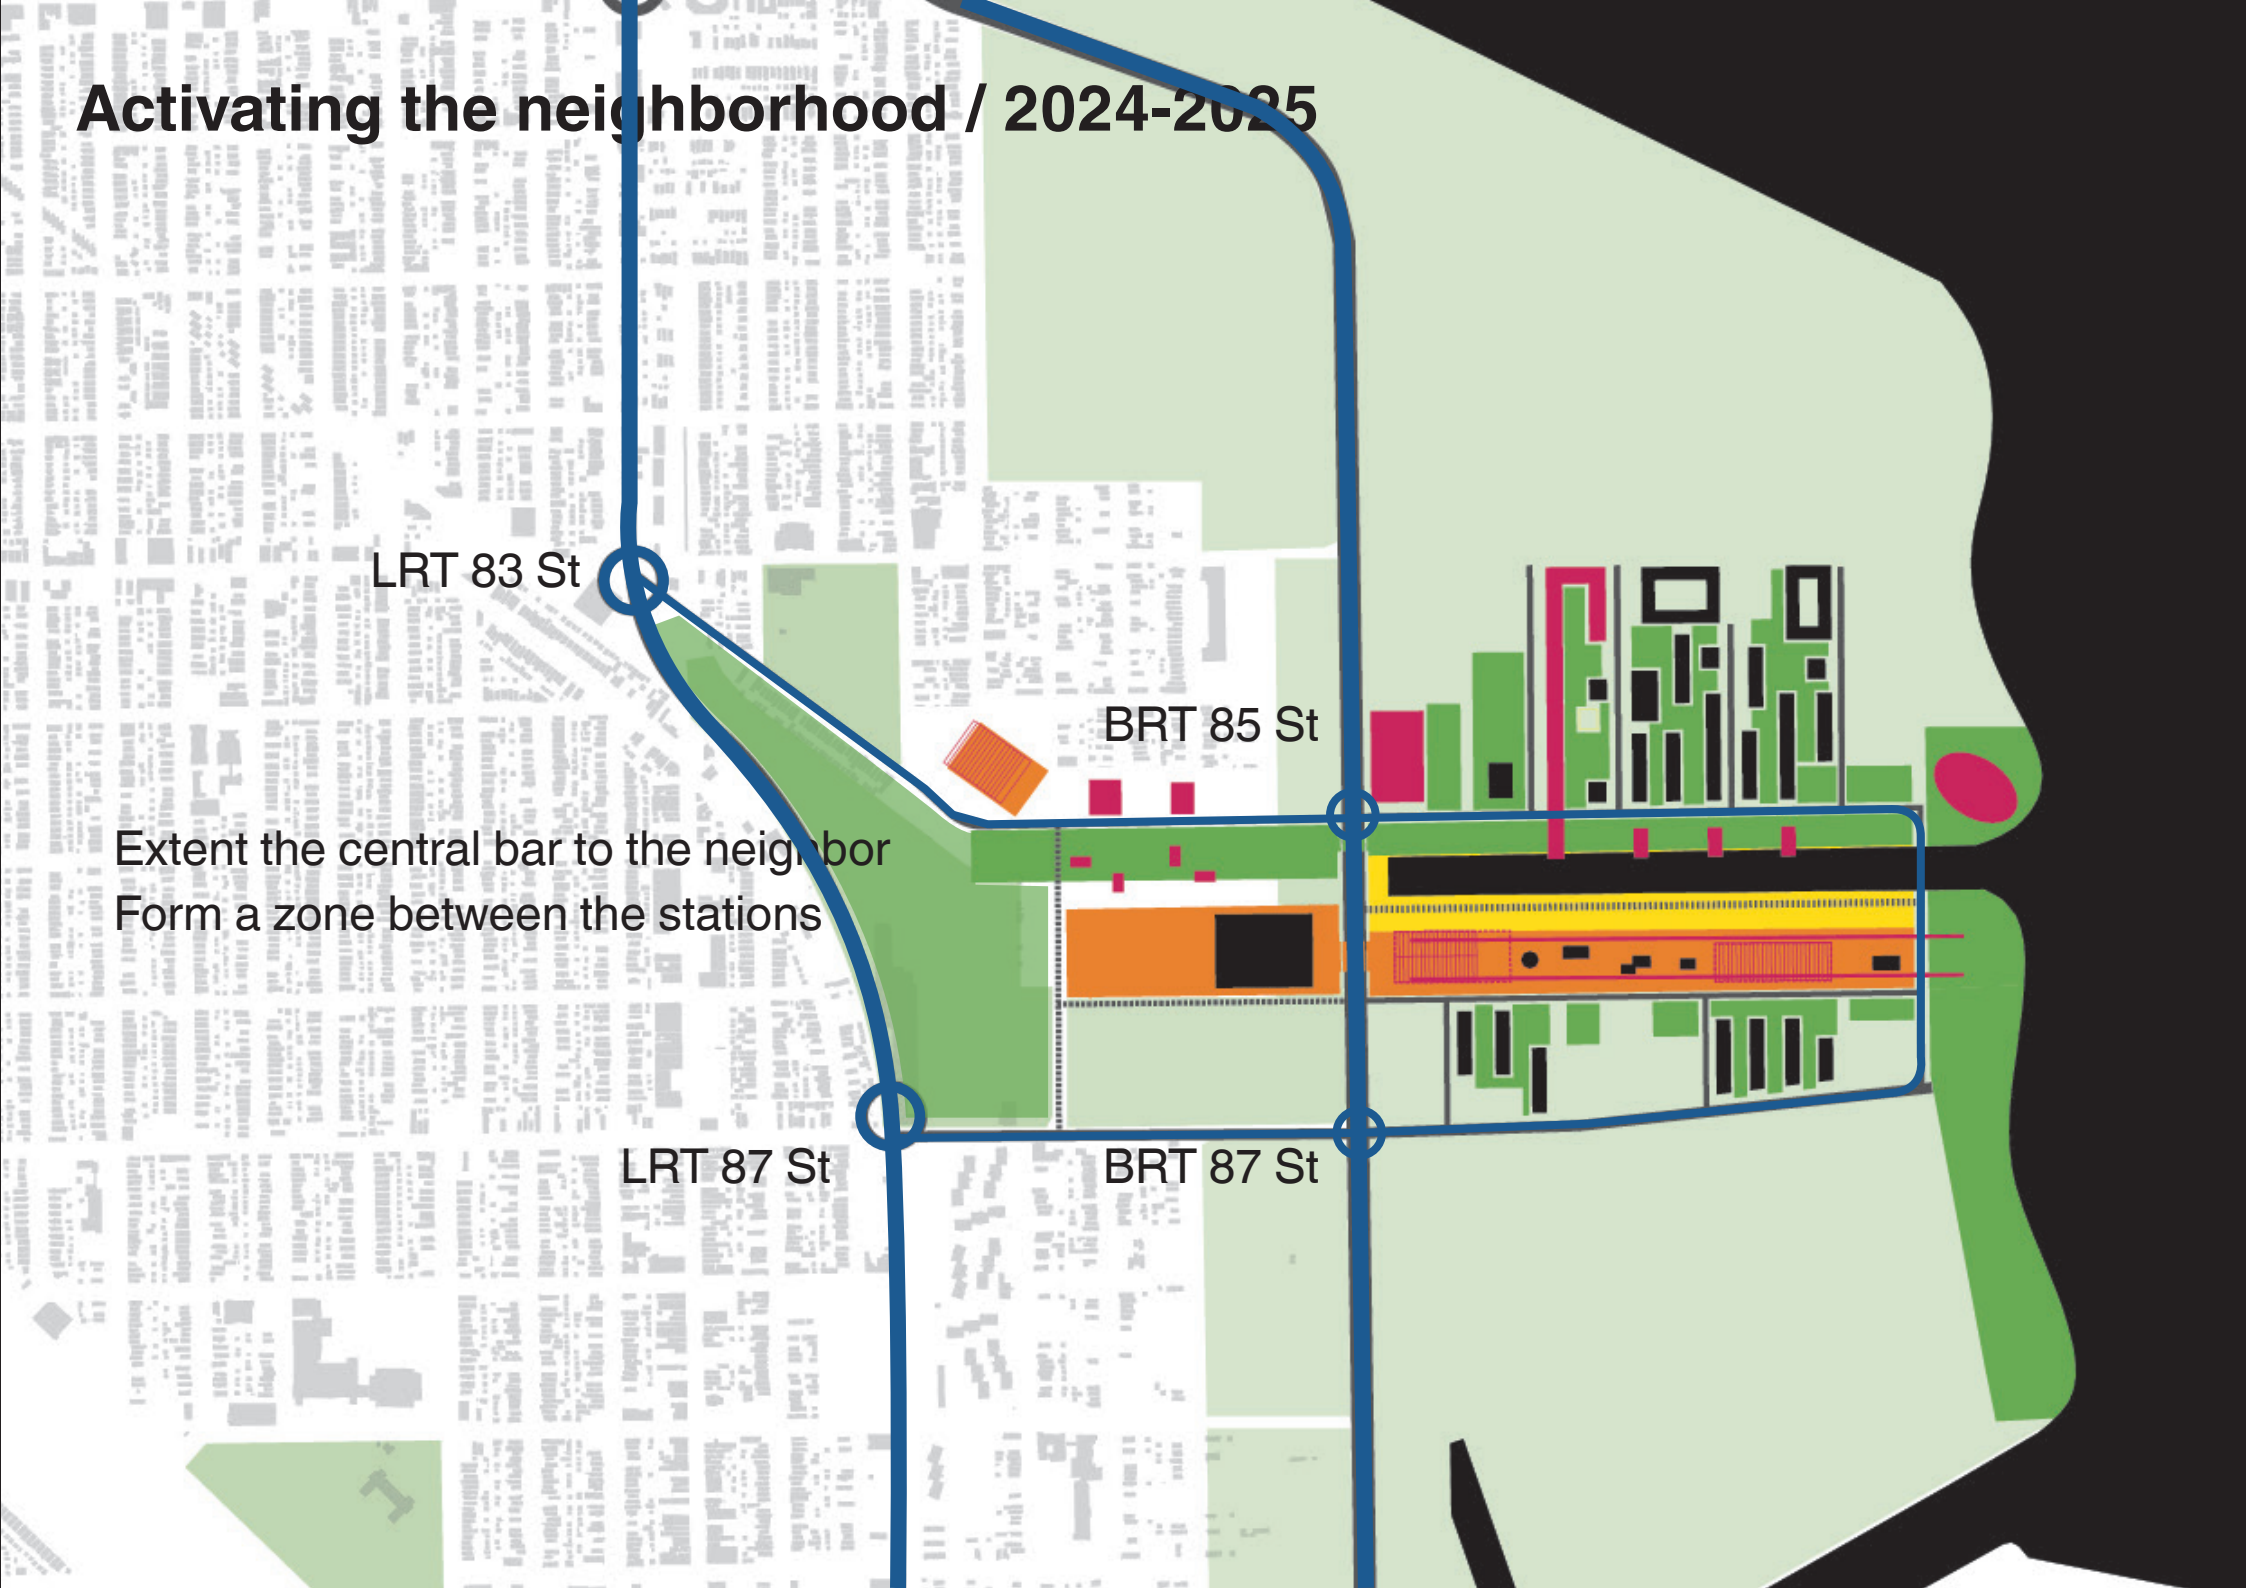 Activating the neighborhood / 2024-2025
LRT 83 St
BRT 85 St
Extent the central bar to the neighbor
Form a zone between the stations
LRT 87 St
BRT 87 St